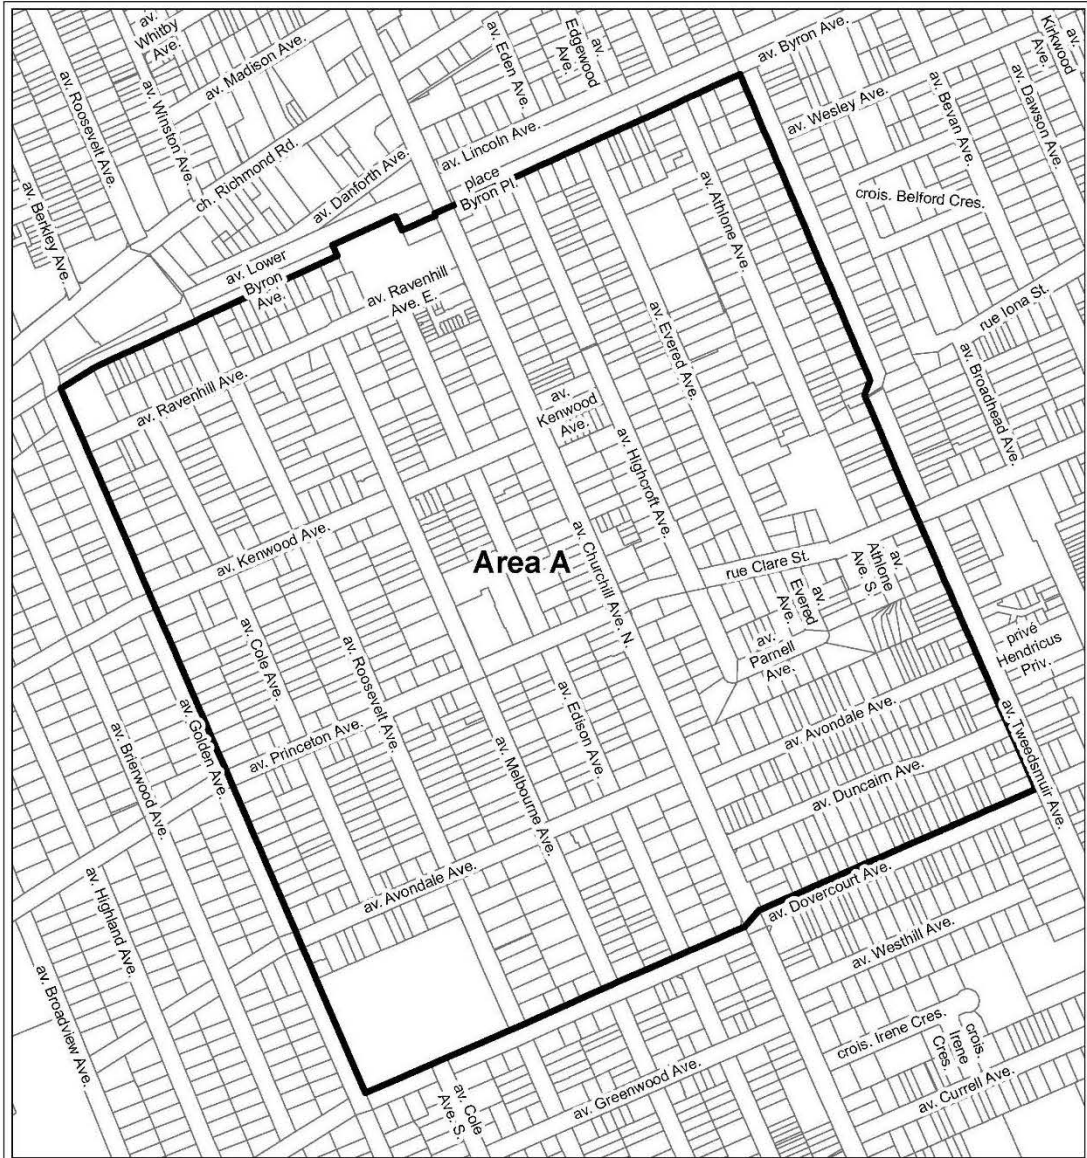 av.
Whitby
Ave.
av. Madison Ave.
av. Roosevelt Ave.
av. Winston Ave.
av. Eden Ave.
av.
Edgewood
Ave.
av. Byron Ave.
av.
Kirkwood
Ave.
av. Dawson Ave.
av. Bevan Ave.
av. Wesley Ave.
av. Lincoln Ave.
place
Byron Pl.
ch. Richmond Rd.
av. Danforth Ave.
av. Berkley Ave.
av. Athlone Ave.
crois. Belford Cres.
av. Lower
Byron
Ave.
av. Ravenhill
Ave. E.
av. Evered Ave.
rue Iona St.
av. Broadhead Ave.
av. Ravenhill Ave.
av.
Kenwood
Ave.
av. Highcroft Ave.
av. Kenwood Ave.
Area A
av. Churchill Ave. N.
rue Clare St.
av.
Athlone
Ave. S.
av.
Evered
Ave.
av.
Parnell
Ave.
privé
Hendricus
Priv.
av. Cole Ave.
av. Roosevelt Ave.
av. Edison Ave.
av. Golden Ave.
av. Brierwood Ave.
av. Princeton Ave.
av. Melbourne Ave.
av. Avondale Ave.
av. Tweedsmuir Ave.
av. Duncairn Ave.
av. Highland Ave.
av. Avondale Ave.
av. Dovercourt Ave.
av. Westhill Ave.
av. Broadview Ave.
crois. Irene Cres.
crois.
Irene
Cres.
av. Cole
Ave. S.
av. Greenwood Ave.
av. Currell Ave.